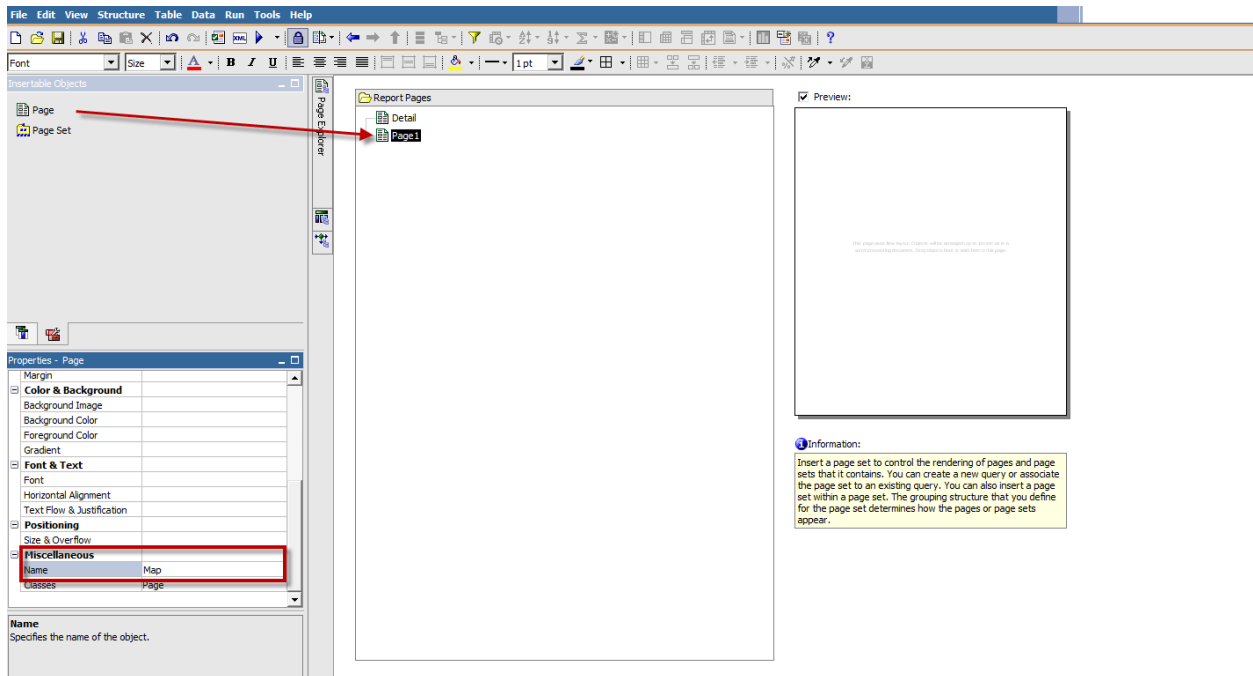 File Edit View Structure Table Data Run Tools Help
XML
?
Font Size A B I U 1 pt
Insertable Objects
Page
Page Set
Page Explorer
Report Pages
Detail
Page1
Preview:
Information:
Insert a page set to control the rendering of pages and page
sets that it contains. You can create a new query or associate
the page set to an existing query. You can also insert a page
set within a page set. The grouping structure that you define
for the page set determines how the pages or page sets
appear.
Properties - Page
Margin
Color & Background
Background Image
Background Color
Foreground Color
Gradient
Font & Text
Font
Horizontal Alignment
Text Flow & Justification
Positioning
Size & Overflow
Miscellaneous
Name Map
Classes Page
Name
Specifies the name of the object.